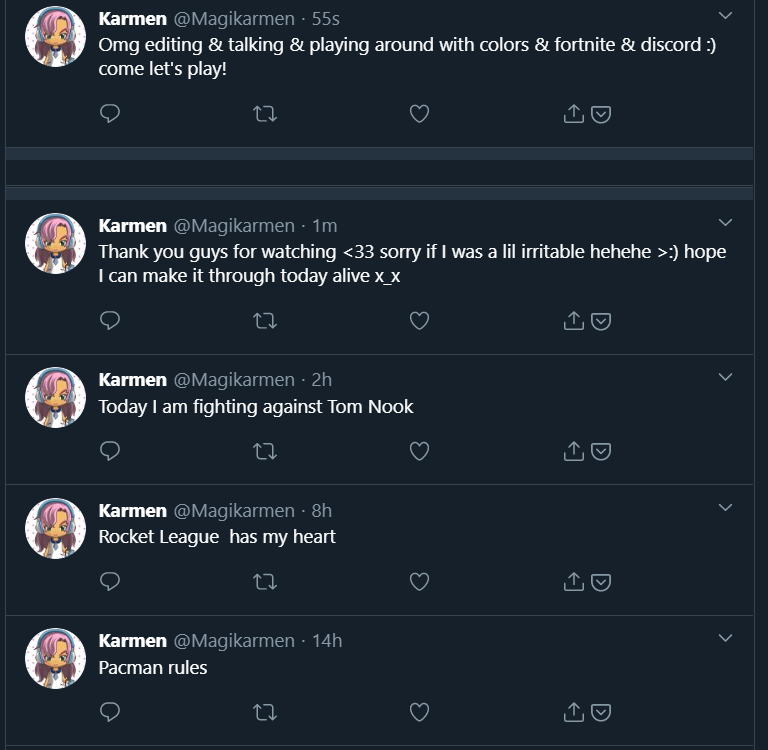 Karmen @Magikarmen · 55s
Omg editing & talking & playing around with colors & fortnite & discord :)
come let's play!
Karmen @Magikarmen · 1m
Thank you guys for watching <33 sorry if I was a lil irritable hehehe >:) hope
I can make it through today alive x_x
Karmen @Magikarmen · 2h
Today I am fighting against Tom Nook
Karmen @Magikarmen · 8h
Rocket League  has my heart
Karmen @Magikarmen · 14h
Pacman rules